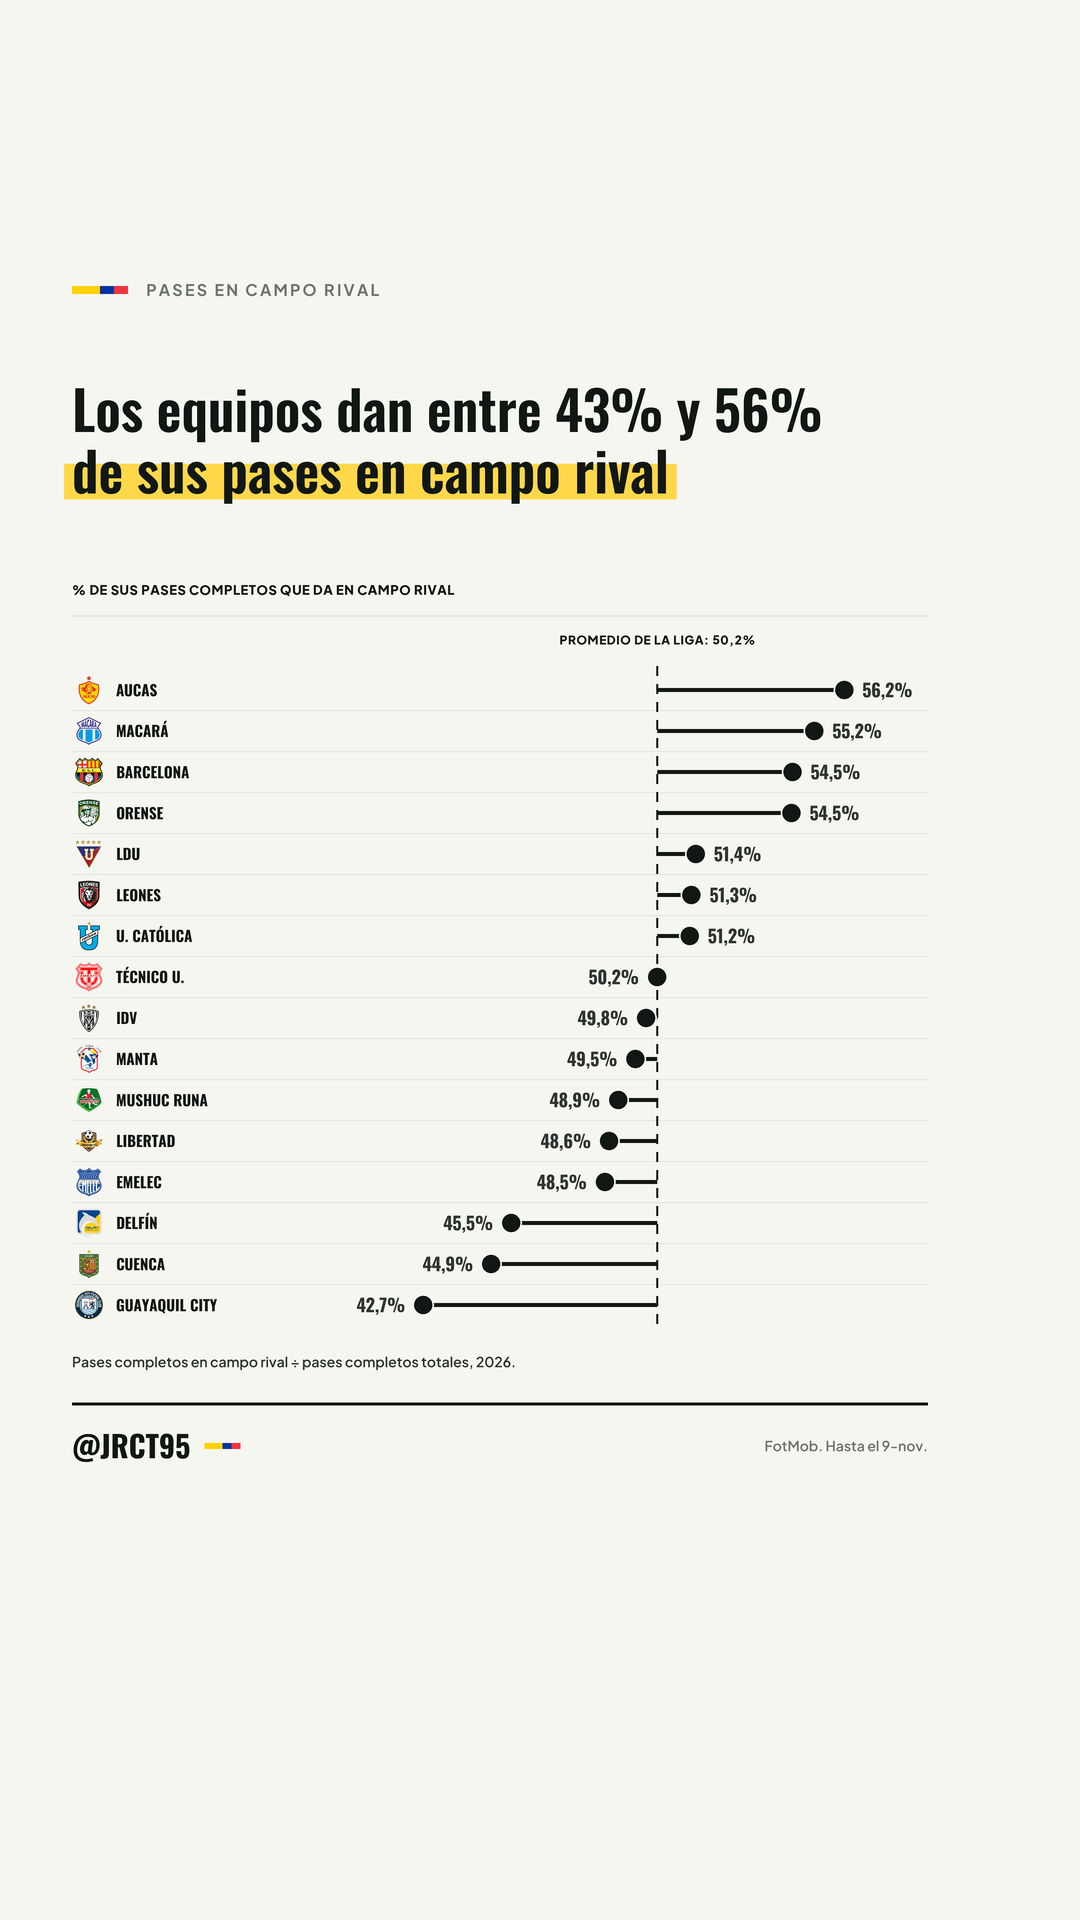 PASES EN CAMPO RIVAL
Los equipos dan entre 43% y 56%
de sus pases en campo rival
% DE SUS PASES COMPLETOS QUE DA EN CAMPO RIVAL
PROMEDIO DE LA LIGA: 50,2%
AUCAS 56,2%
MACARÁ 55,2%
BARCELONA 54,5%
ORENSE 54,5%
LDU 51,4%
LEONES 51,3%
U. CATÓLICA 51,2%
TÉCNICO U. 50,2%
IDV 49,8%
MANTA 49,5%
MUSHUC RUNA 48,9%
LIBERTAD 48,6%
EMELEC 48,5%
DELFÍN 45,5%
CUENCA 44,9%
GUAYAQUIL CITY 42,7%
Pases completos en campo rival ÷ pases completos totales, 2026.
@JRCT95
FotMob. Hasta el 9-nov.